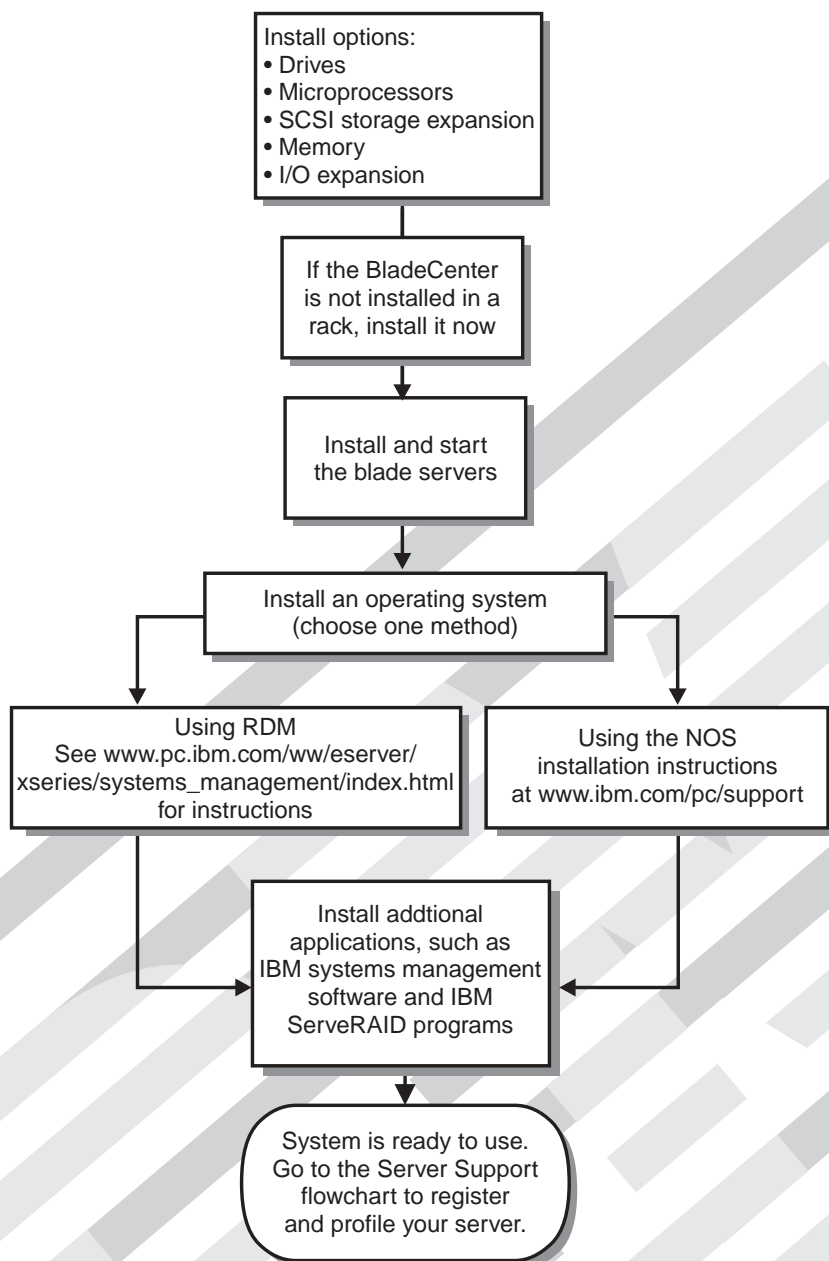 Install options:
• Drives
• Microprocessors
• SCSI storage expansion
• Memory
• I/O expansion
If the BladeCenter
is not installed in a
rack, install it now
Install and start
the blade servers
Install an operating system
(choose one method)
Using RDM
See www.pc.ibm.com/ww/eserver/
xseries/systems_management/index.html
for instructions
Using the NOS
installation instructions
at www.ibm.com/pc/support
Install addtional
applications, such as
IBM systems management
software and IBM
ServeRAID programs
System is ready to use.
Go to the Server Support
flowchart to register
and profile your server.